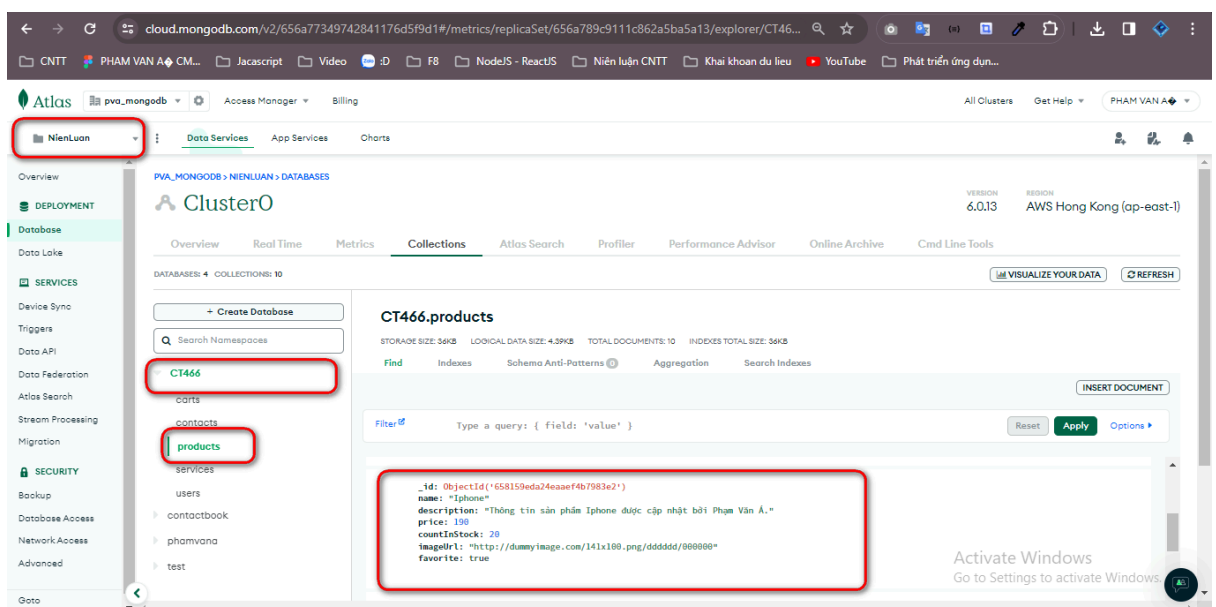 cloud.mongodb.com/v2/656a77349742841176d5f9d1#/metrics/replicaSet/656a789c9111c862a5ba5a13/explorer/CT46...
CNTT PHAM VAN A� CM... Jacascript Video :D F8 NodeJS - ReactJS Niên luận CNTT Khai khoan du lieu YouTube Phát triển ứng dụn...
Atlas pva_mongodb Access Manager Billing All Clusters Get Help PHAM VAN A�
NienLuan Data Services App Services Charts
Overview
DEPLOYMENT
Database
Data Lake
SERVICES
Device Sync
Triggers
Data API
Data Federation
Atlas Search
Stream Processing
Migration
SECURITY
Backup
Database Access
Network Access
Advanced
Goto
PVA_MONGODB > NIENLUAN > DATABASES
Cluster0
VERSION
6.0.13
REGION
AWS Hong Kong (ap-east-1)
Overview Real Time Metrics Collections Atlas Search Profiler Performance Advisor Online Archive Cmd Line Tools
DATABASES: 4 COLLECTIONS: 10
VISUALIZE YOUR DATA REFRESH
+ Create Database
Search Namespaces
CT466
carts
contacts
products
services
users
contactbook
phamvana
test
CT466.products
STORAGE SIZE: 36KB LOGICAL DATA SIZE: 4.39KB TOTAL DOCUMENTS: 10 INDEXES TOTAL SIZE: 36KB
Find Indexes Schema Anti-Patterns 0 Aggregation Search Indexes
INSERT DOCUMENT
Filter Type a query: { field: 'value' } Reset Apply Options
_id: ObjectId('658159eda24eaaef4b7983e2')
name: "Iphone"
description: "Thông tin sản phẩm Iphone được cập nhật bởi Phạm Văn Á."
price: 190
countInStock: 20
imageUrl: "http://dummyimage.com/141x100.png/dddddd/000000"
favorite: true
Activate Windows
Go to Settings to activate Windows.